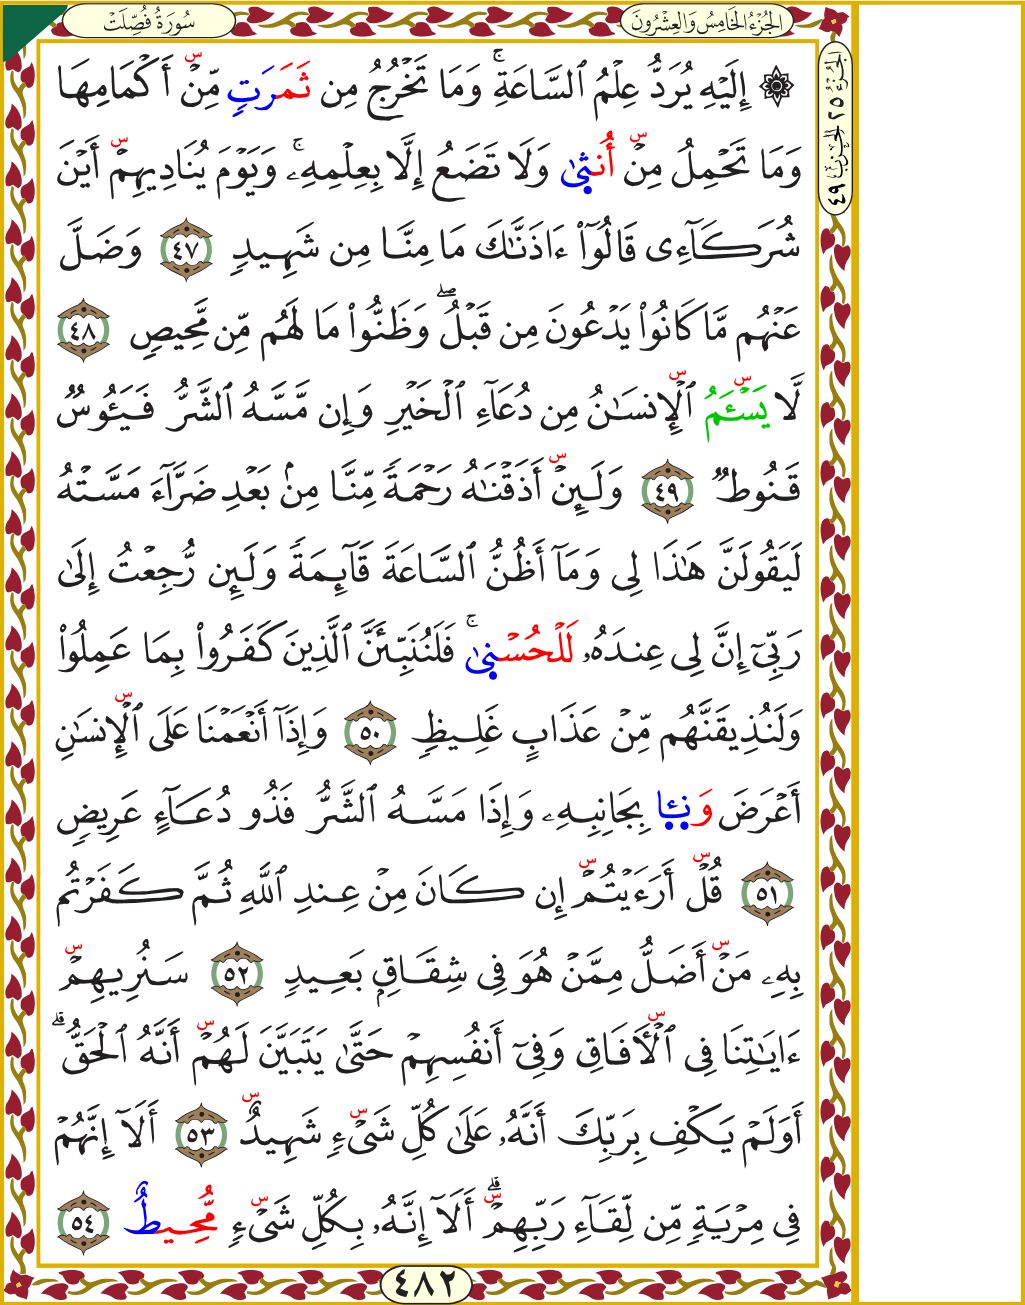 سُورَةُ فُصِّلَتْ
الجُزْءُ الخَامِسُ وَالعِشْرُونَ
الجزء ٢٥ الحزب ٤٩
۞ إِلَيْهِ يُرَدُّ عِلْمُ ٱلسَّاعَةِۚ وَمَا تَخْرُجُ مِن ثَمَرَٰتٖ مِّنْ أَكْمَامِهَا
وَمَا تَحْمِلُ مِنْ أُنثَىٰ وَلَا تَضَعُ إِلَّا بِعِلْمِهِۦۚ وَيَوْمَ يُنَادِيهِمْ أَيْنَ
شُرَكَآءِى قَالُوٓا۟ ءَاذَنَّٰكَ مَا مِنَّا مِن شَهِيدٖ ٤٧ وَضَلَّ
عَنْهُم مَّا كَانُوا۟ يَدْعُونَ مِن قَبْلُۖ وَظَنُّوا۟ مَا لَهُم مِّن مَّحِيصٖ ٤٨
لَّا يَسْـَٔمُ ٱلْإِنسَٰنُ مِن دُعَآءِ ٱلْخَيْرِ وَإِن مَّسَّهُ ٱلشَّرُّ فَيَـُٔوسٞ
قَنُوطٞ ٤٩ وَلَئِنْ أَذَقْنَٰهُ رَحْمَةٗ مِّنَّا مِنۢ بَعْدِ ضَرَّآءَ مَسَّتْهُ
لَيَقُولَنَّ هَٰذَا لِى وَمَآ أَظُنُّ ٱلسَّاعَةَ قَآئِمَةٗ وَلَئِن رُّجِعْتُ إِلَىٰ
رَبِّىٓ إِنَّ لِى عِندَهُۥ لَلْحُسْنَىٰۚ فَلَنُنَبِّئَنَّ ٱلَّذِينَ كَفَرُوا۟ بِمَا عَمِلُوا۟
وَلَنُذِيقَنَّهُم مِّنْ عَذَابٍ غَلِيظٖ ٥٠ وَإِذَآ أَنْعَمْنَا عَلَى ٱلْإِنسَٰنِ
أَعْرَضَ وَنَـَٔا بِجَانِبِهِۦ وَإِذَا مَسَّهُ ٱلشَّرُّ فَذُو دُعَآءٍ عَرِيضٖ
٥١ قُلْ أَرَءَيْتُمْ إِن كَانَ مِنْ عِندِ ٱللَّهِ ثُمَّ كَفَرْتُم
بِهِۦ مَنْ أَضَلُّ مِمَّنْ هُوَ فِى شِقَاقِۭ بَعِيدٖ ٥٢ سَنُرِيهِمْ
ءَايَٰتِنَا فِى ٱلْءَافَاقِ وَفِىٓ أَنفُسِهِمْ حَتَّىٰ يَتَبَيَّنَ لَهُمْ أَنَّهُ ٱلْحَقُّۗ
أَوَلَمْ يَكْفِ بِرَبِّكَ أَنَّهُۥ عَلَىٰ كُلِّ شَىْءٖ شَهِيدٌ ٥٣ أَلَآ إِنَّهُمْ
فِى مِرْيَةٖ مِّن لِّقَآءِ رَبِّهِمْۗ أَلَآ إِنَّهُۥ بِكُلِّ شَىْءٖ مُّحِيطٌ ٥٤
٤٨٢